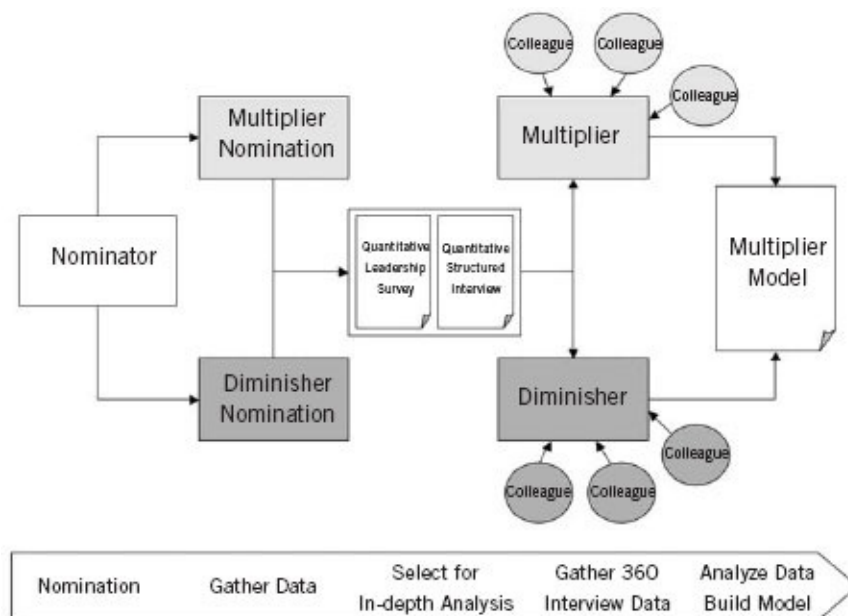 Colleague
Colleague
Colleague
Multiplier
Nomination
Multiplier
Nominator
Quantitative
Leadership
Survey
Quantitative
Structured
Interview
Multiplier
Model
Diminisher
Nomination
Diminisher
Colleague
Colleague
Colleague
Nomination
Gather Data
Select for
In-depth Analysis
Gather 360
Interview Data
Analyze Data
Build Model